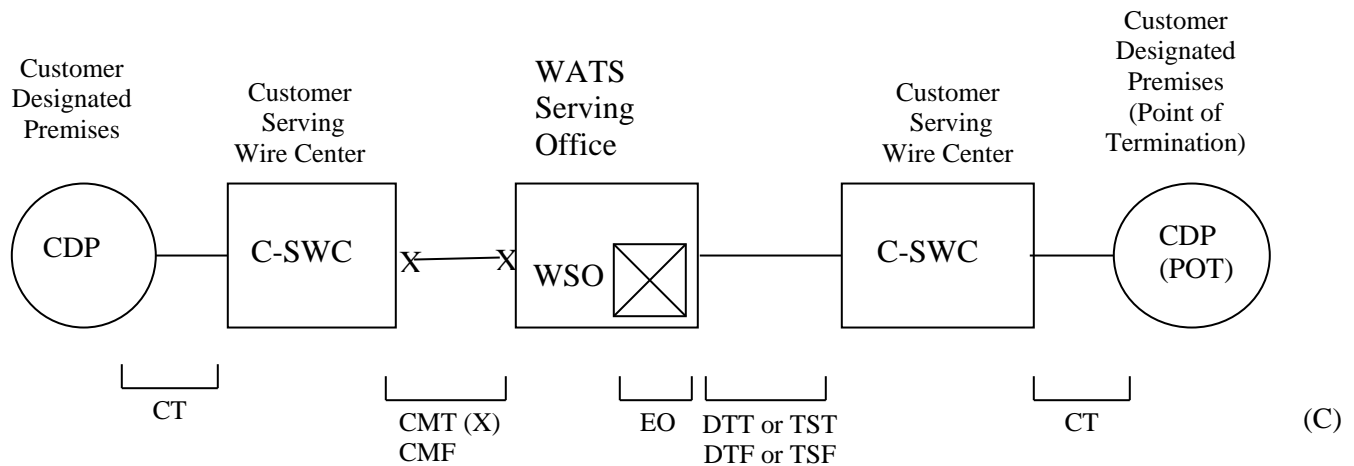 Customer
Designated
Premises
Customer
Serving
Wire Center
WATS
Serving
Office
Customer
Serving
Wire Center
Customer
Designated
Premises
(Point of
Termination)
CDP
C-SWC
X
X
WSO
C-SWC
CDP
(POT)
CT
CMT (X)
CMF
EO
DTT or TST
DTF or TSF
CT
(C)